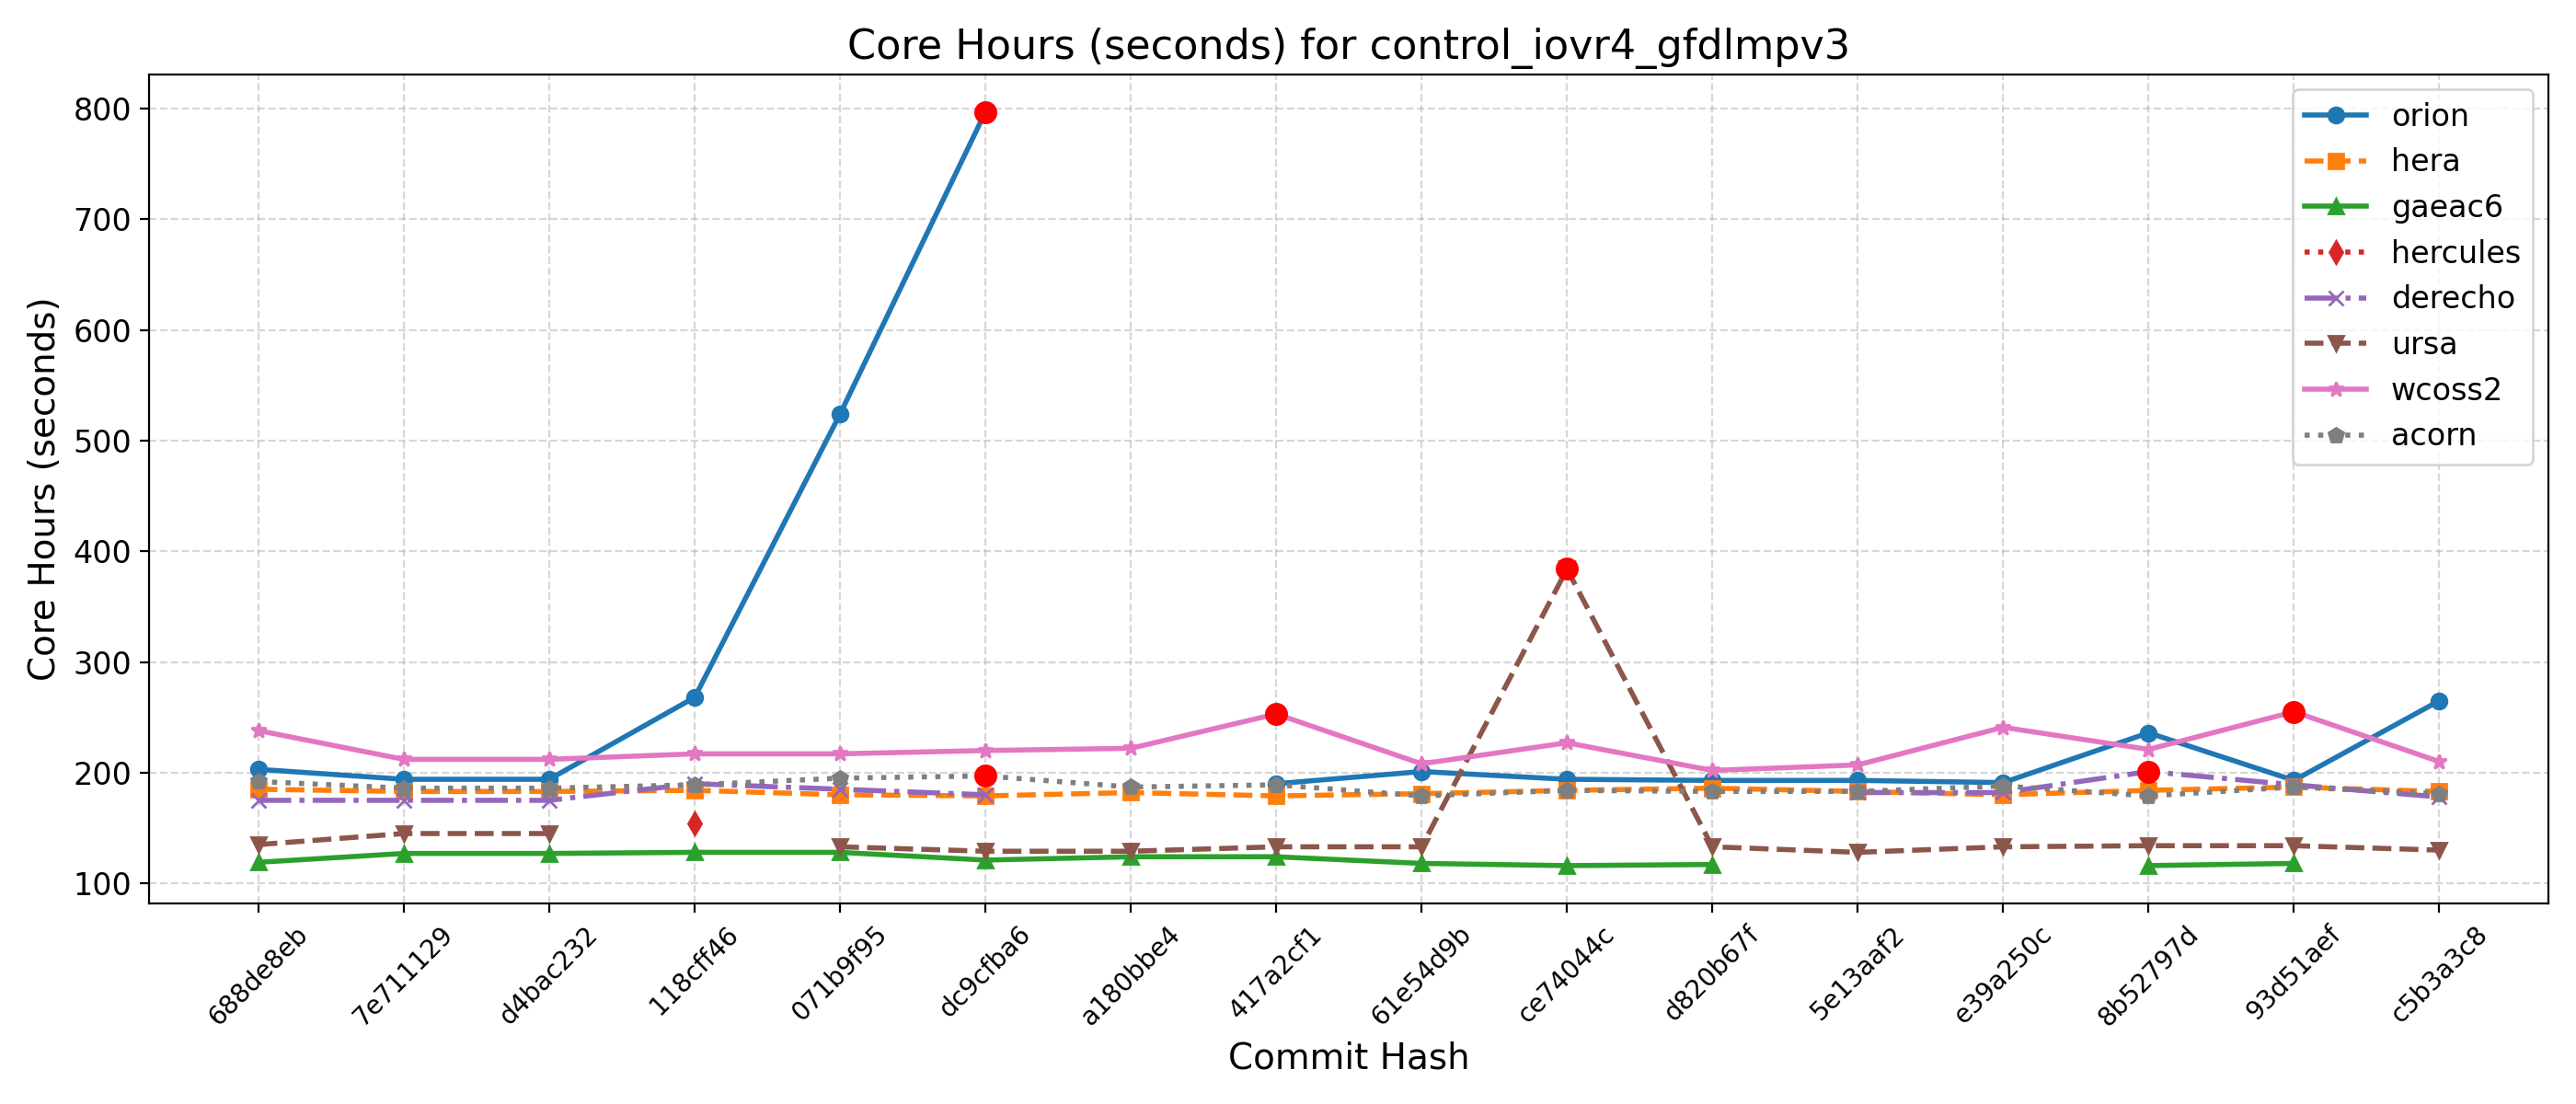 Core Hours (seconds) for control_iovr4_gfdlmpv3
Core Hours (seconds)
800
700
600
500
400
300
200
100
orion
hera
gaeac6
hercules
derecho
ursa
wcoss2
acorn
688de8eb
7e711129
d4bac232
118cff46
071b9f95
dc9cfba6
a180bbe4
417a2cf1
61e54d9b
ce74044c
d820b67f
5e13aaf2
e39a250c
8b52797d
93d51aef
c5b3a3c8
Commit Hash